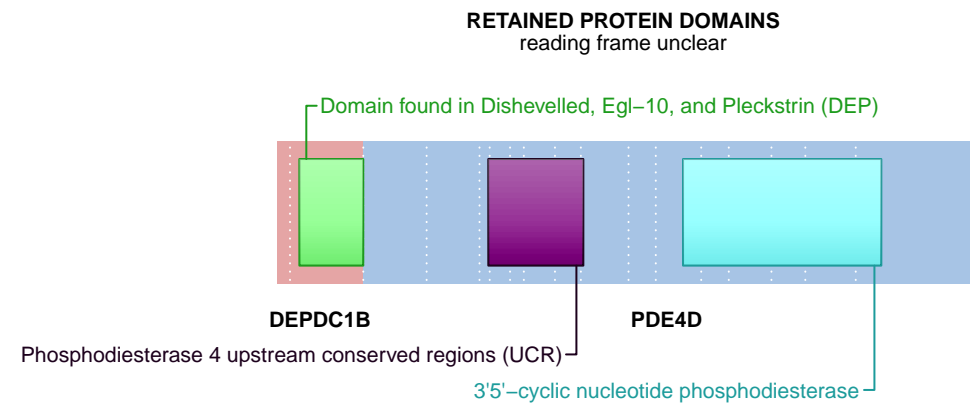 RETAINED PROTEIN DOMAINS
reading frame unclear
Domain found in Dishevelled, Egl−10, and Pleckstrin (DEP)
DEPDC1B
PDE4D
Phosphodiesterase 4 upstream conserved regions (UCR)
3'5'−cyclic nucleotide phosphodiesterase